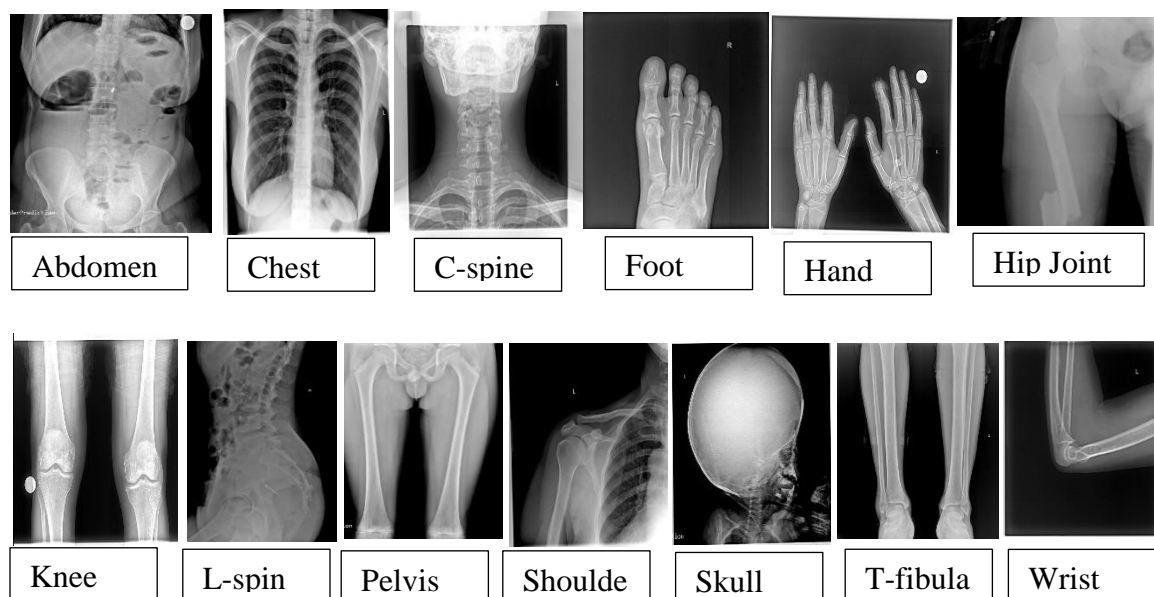 R
L
L
L
Abdomen
Chest
C-spine
Foot
Hand
Hip Joint
L
L
Knee
L-spin
Pelvis
Shoulde
Skull
T-fibula
Wrist